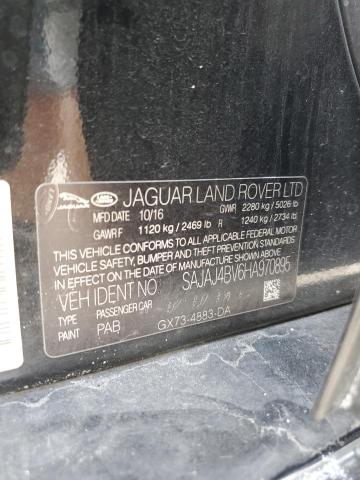 JAGUAR LAND ROVER LTD
MFD DATE 10/16 GVWR 2280 kg / 5026 lb
GAWR F 1120 kg / 2469 lb R 1240 kg / 2734 lb
THIS VEHICLE CONFORMS TO ALL APPLICABLE FEDERAL MOTOR
VEHICLE SAFETY, BUMPER AND THEFT PREVENTION STANDARDS
IN EFFECT ON THE DATE OF MANUFACTURE SHOWN ABOVE.
VEH IDENT NO: SAJAJ4BV6HA970895
TYPE PASSENGER CAR
PAINT PAB GX73-4883-DA